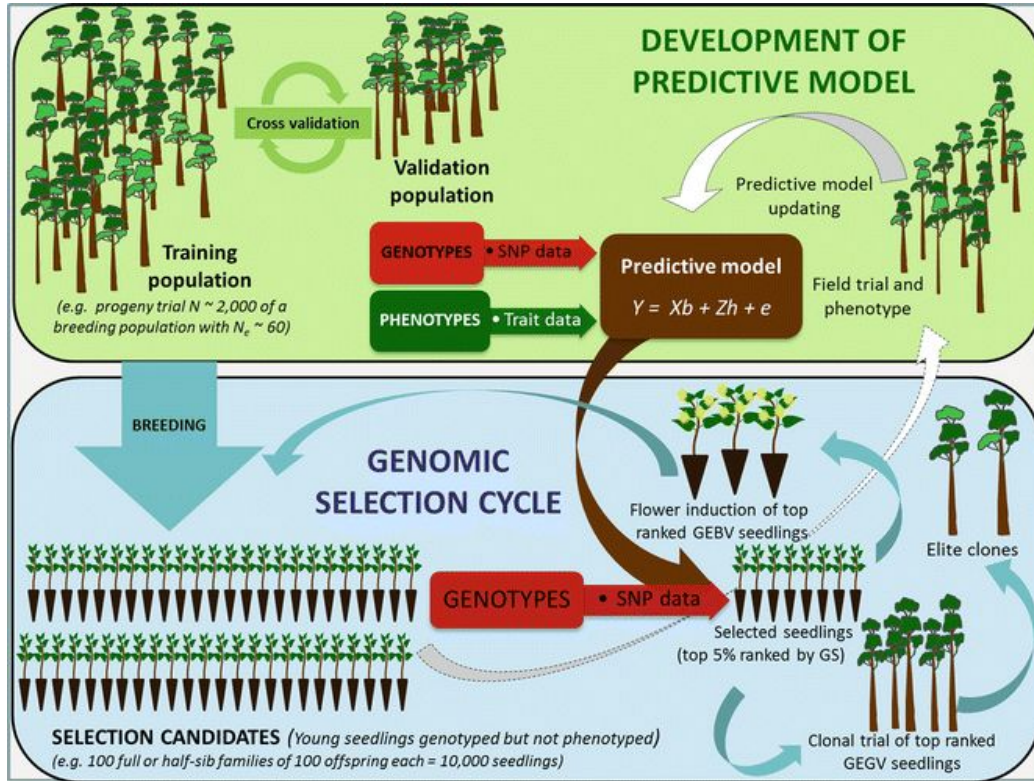 DEVELOPMENT OF
PREDICTIVE MODEL
Cross validation
Validation
population
Training
population
(e.g. progeny trial N ~ 2,000 of a
breeding population with Ne ~ 60)
GENOTYPES • SNP data
PHENOTYPES • Trait data
Predictive model
Y = Xb + Zh + e
Predictive model
updating
Field trial and
phenotype
BREEDING
GENOMIC
SELECTION CYCLE
Flower induction of top
ranked GEBV seedlings
Elite clones
GENOTYPES • SNP data
Selected seedlings
(top 5% ranked by GS)
Clonal trial of top ranked
GEGV seedlings
SELECTION CANDIDATES (Young seedlings genotyped but not phenotyped)
(e.g. 100 full or half-sib families of 100 offspring each = 10,000 seedlings)